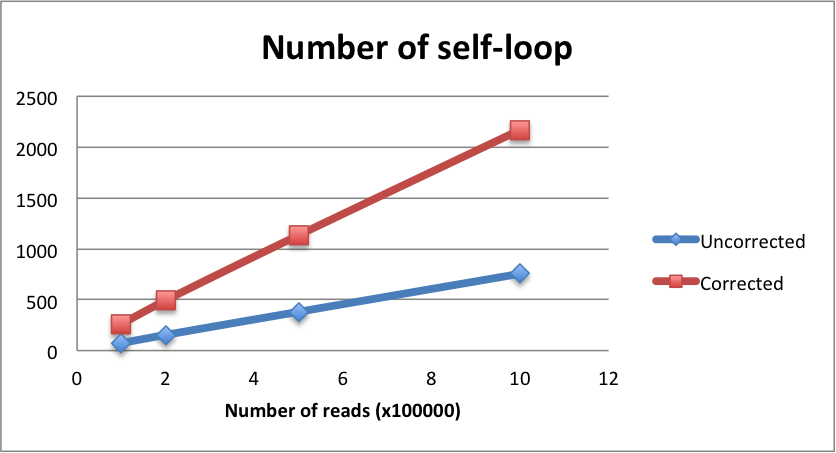 Number of self-loop
2500
2000
1500
1000
500
0
0 2 4 6 8 10 12
Number of reads (x100000)
Uncorrected
Corrected